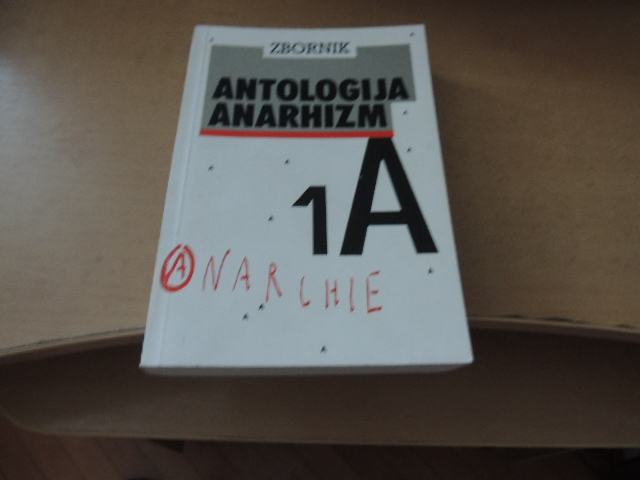 ZBORNIK
ANTOLOGIJA
ANARHIZM
1A
ANARCHIE